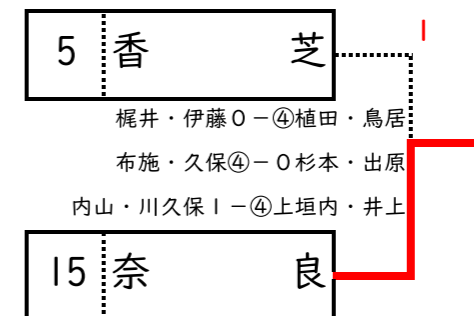 1
5 香芝
梶井・伊藤0－④植田・鳥居
布施・久保④－0杉本・出原
内山・川久保1－④上垣内・井上
15 奈良